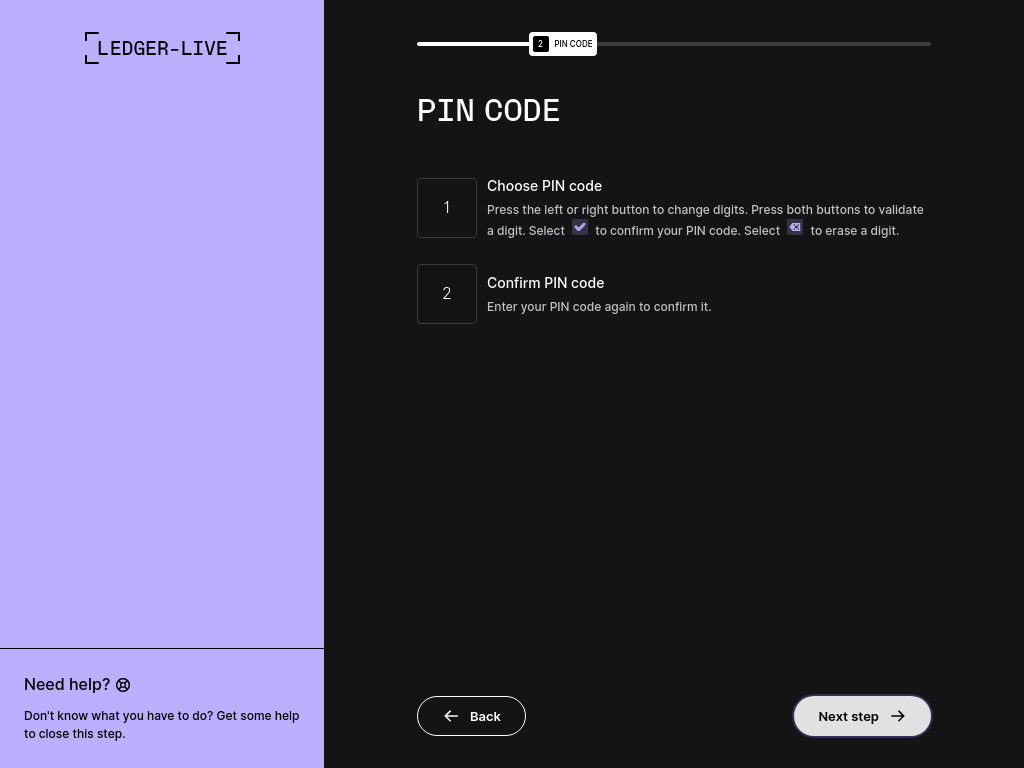 LEDGER-LIVE
2 PIN CODE
PIN CODE
1
Choose PIN code
Press the left or right button to change digits. Press both buttons to validate
a digit. Select to confirm your PIN code. Select to erase a digit.
2
Confirm PIN code
Enter your PIN code again to confirm it.
Need help?
Don't know what you have to do? Get some help
to close this step.
Back
Next step